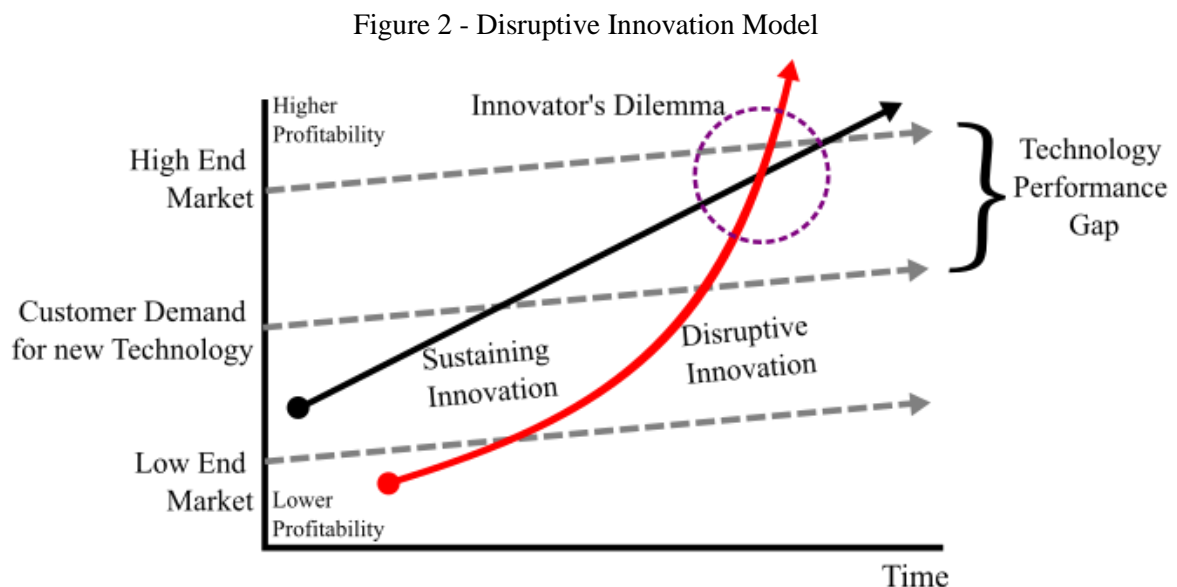 Figure 2 - Disruptive Innovation Model
Higher
Profitability
Innovator's Dilemma
High End
Market
Technology
Performance
Gap
Customer Demand
for new Technology
Sustaining
Innovation
Disruptive
Innovation
Low End
Market
Lower
Profitability
Time